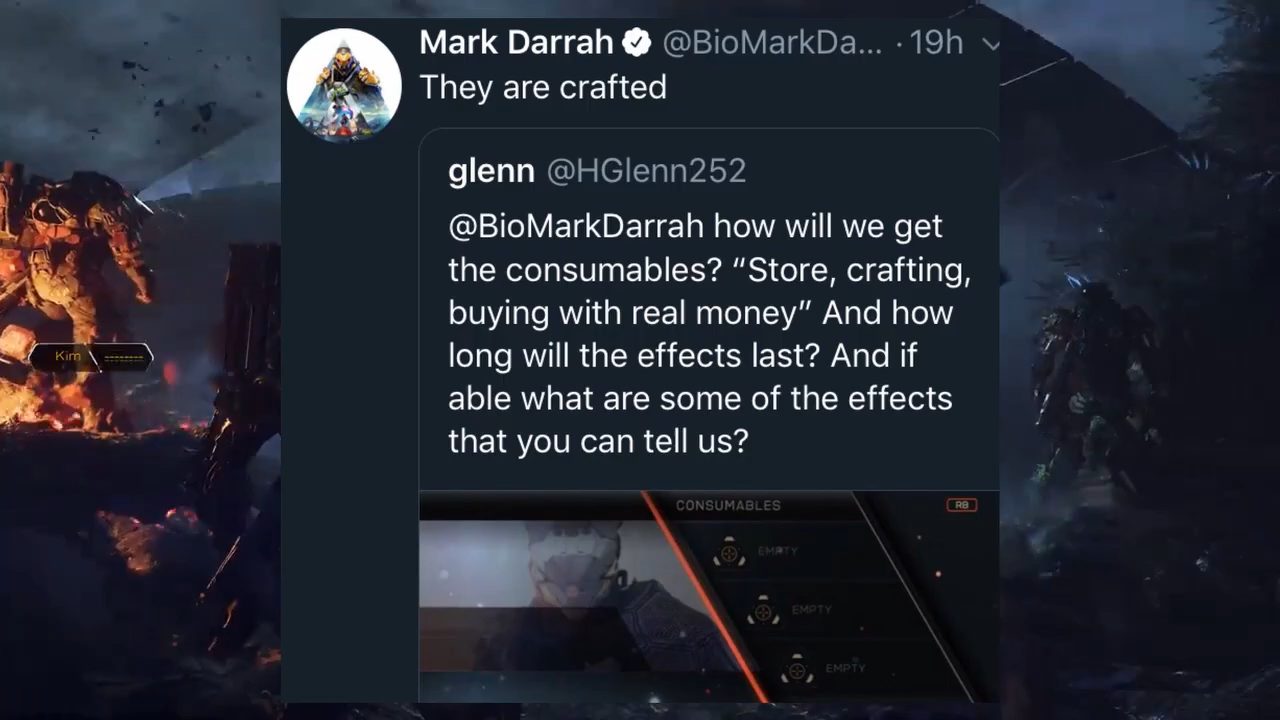 Mark Darrah @BioMarkDa... · 19h
They are crafted
glenn @HGlenn252
@BioMarkDarrah how will we get
the consumables? “Store, crafting,
buying with real money” And how
long will the effects last? And if
able what are some of the effects
that you can tell us?
Kim
CONSUMABLES
RB
EMPTY
EMPTY
EMPTY